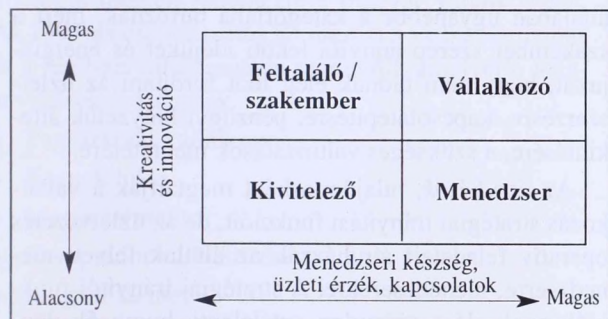 Magas
Kreativitás
és innováció
Feltaláló /
szakember
Vállalkozó
Kivitelező
Menedzser
Alacsony
Menedzseri készség,
üzleti érzék, kapcsolatok
Magas